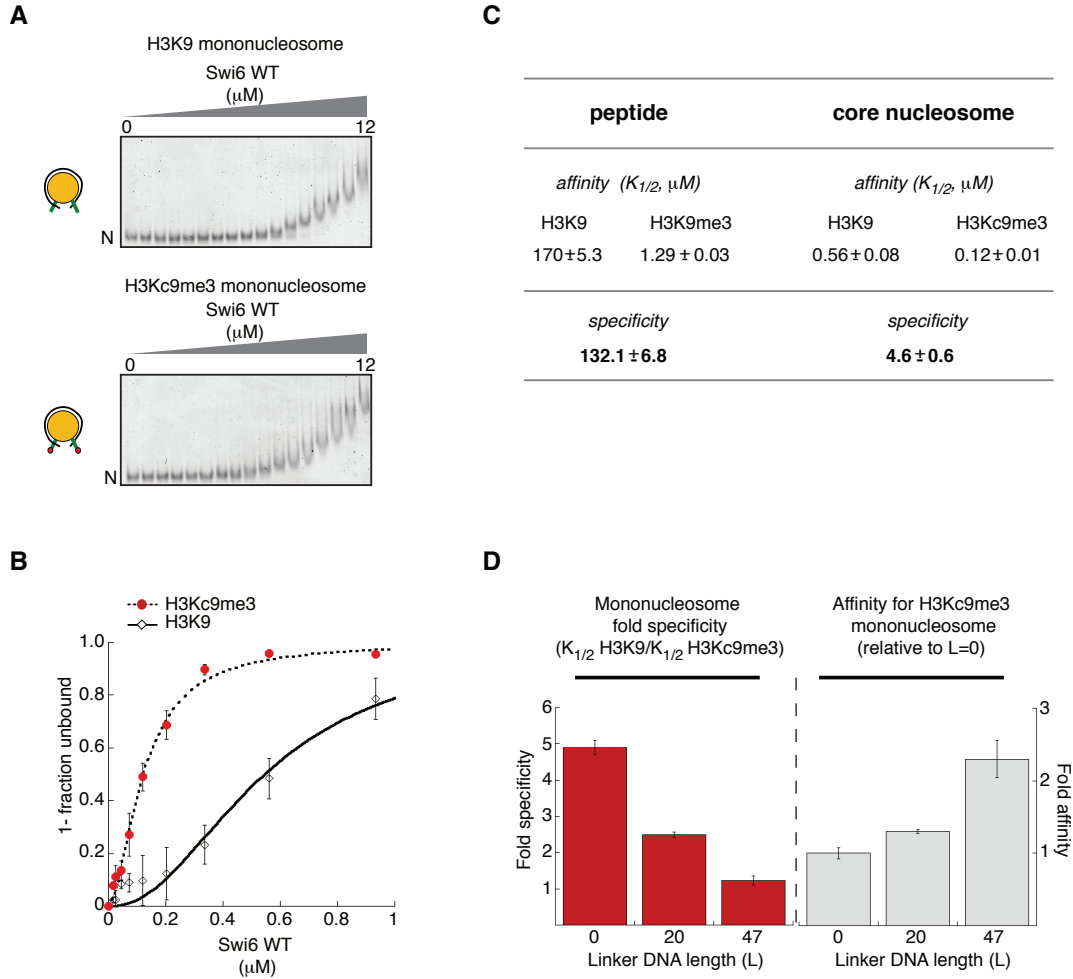 A
H3K9 mononucleosome
Swi6 WT
(μM)
0 12
N
H3Kc9me3 mononucleosome
Swi6 WT
(μM)
0 12
N
B
H3Kc9me3
H3K9
1- fraction unbound
1.0
0.8
0.6
0.4
0.2
0
0 0.2 0.4 0.6 0.8 1
Swi6 WT
(μM)
C
peptide core nucleosome
affinity (K1/2, μM) affinity (K1/2, μM)
H3K9 H3K9me3 H3K9 H3Kc9me3
170±5.3 1.29±0.03 0.56±0.08 0.12±0.01
specificity specificity
132.1±6.8 4.6±0.6
D
Mononucleosome
fold specificity
(K1/2 H3K9/K1/2 H3Kc9me3)
Fold specificity
6
5
4
3
2
1
0 20 47
Linker DNA length (L)
Affinity for H3Kc9me3
mononucleosome
(relative to L=0)
3
2
1
Fold affinity
0 20 47
Linker DNA length (L)